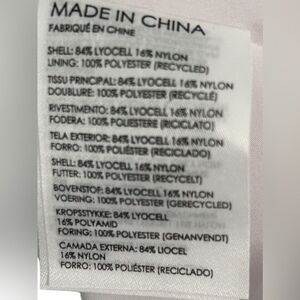 MADE IN CHINA
FABRIQUÉ EN CHINE
SHELL: 84% LYOCELL 16% NYLON
LINING: 100% POLYESTER (RECYCLED)
TISSU PRINCIPAL: 84% LYOCELL 16% NYLON
DOUBLURE: 100% POLYESTER (RECYCLÉ)
RIVESTIMENTO: 84% LYOCELL 16% NYLON
FODERA: 100% POLIESTERE (RICICLATO)
TELA EXTERIOR: 84% LYOCELL 16% NYLON
FORRO: 100% POLIÉSTER (RECICLADO)
SHELL: 84% LYOCELL 16% NYLON
FUTTER: 100% POLYESTER (RECYCELT)
BOVENSTOF: 84% LYOCELL 16% NYLON
VOERING: 100% POLYESTER (GERECYCLED)
KROPSSTYKKE: 84% LYOCELL
16% POLYAMID
FORING: 100% POLYESTER (GENANVENDT)
CAMADA EXTERNA: 84% LIOCEL
16% NYLON
FORRO: 100% POLIÉSTER (RECICLADO)